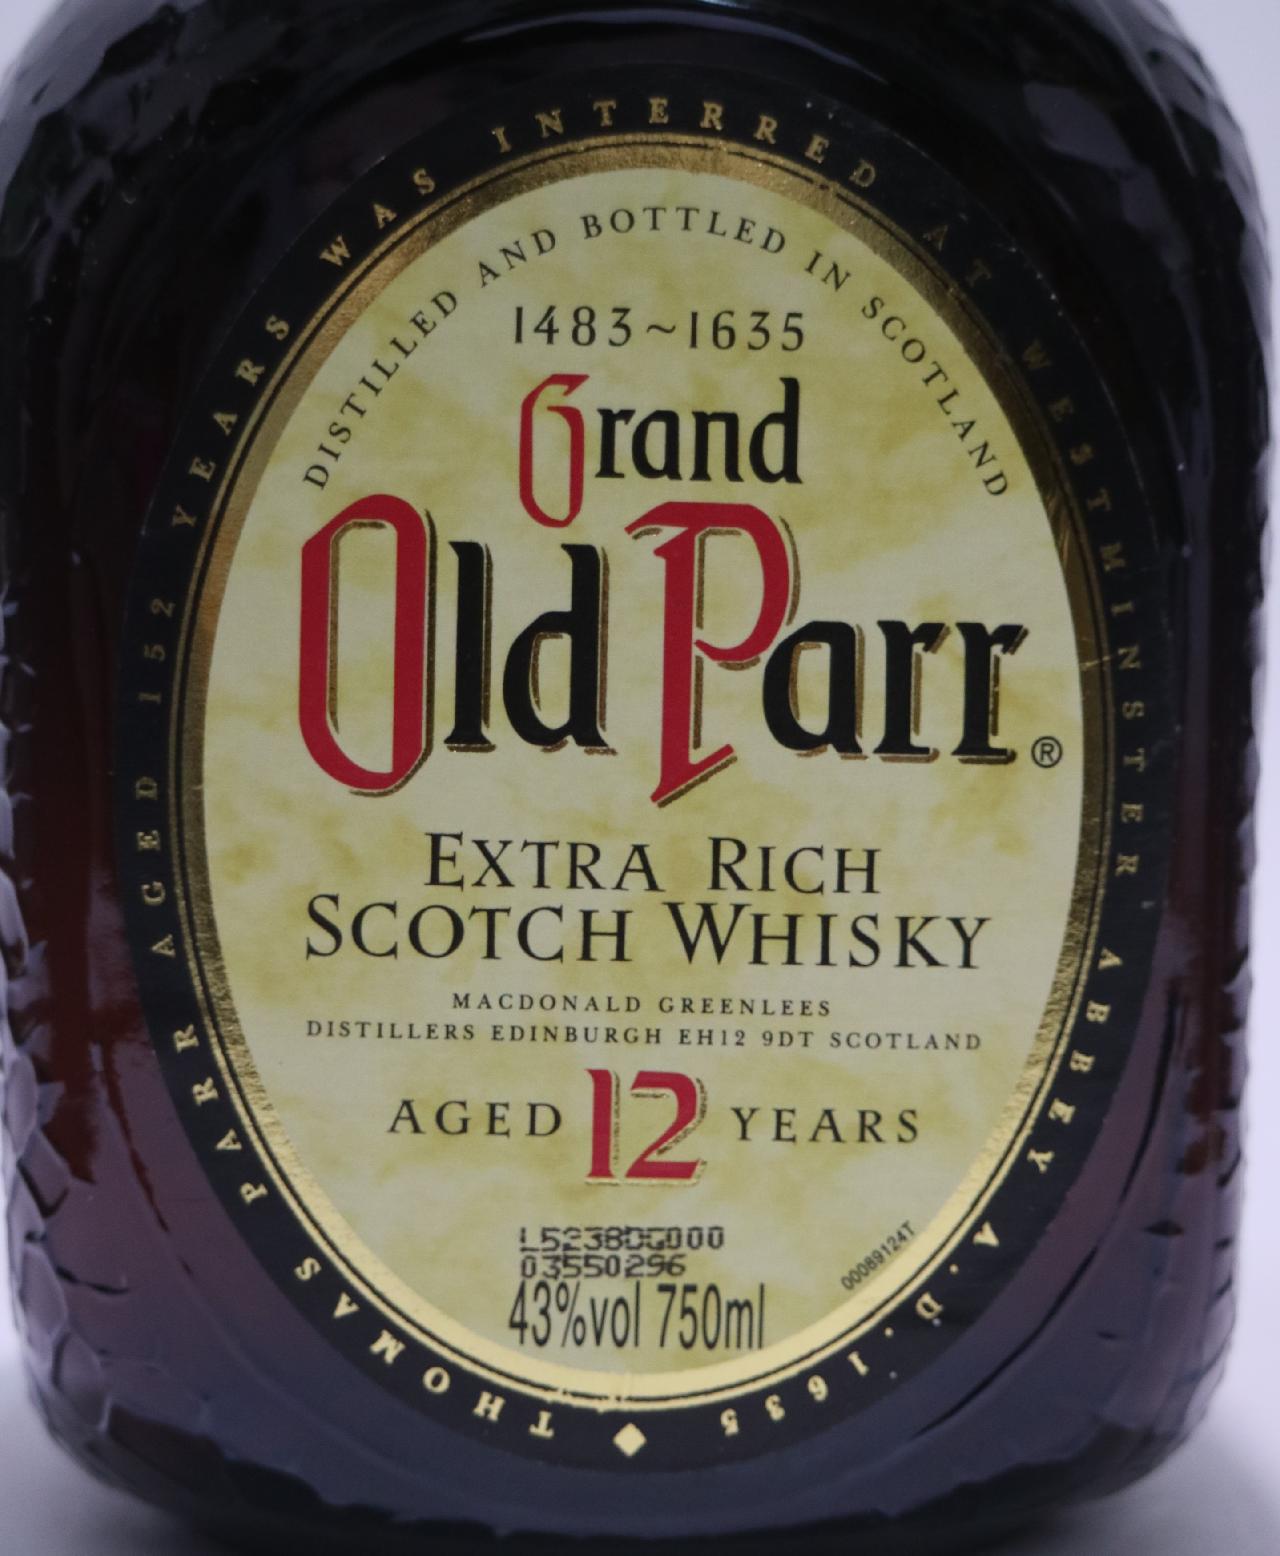 THOMAS PARR AGED 152 YEARS WAS INTERRED AT WESTMINSTER ABBEY A.D.1635
DISTILLED AND BOTTLED IN SCOTLAND
1483~1635
Grand
Old Parr®
EXTRA RICH
SCOTCH WHISKY
MACDONALD GREENLEES
DISTILLERS EDINBURGH EH12 9DT SCOTLAND
AGED 12 YEARS
L5238DG000
03550296
00089124T
43%vol 750ml